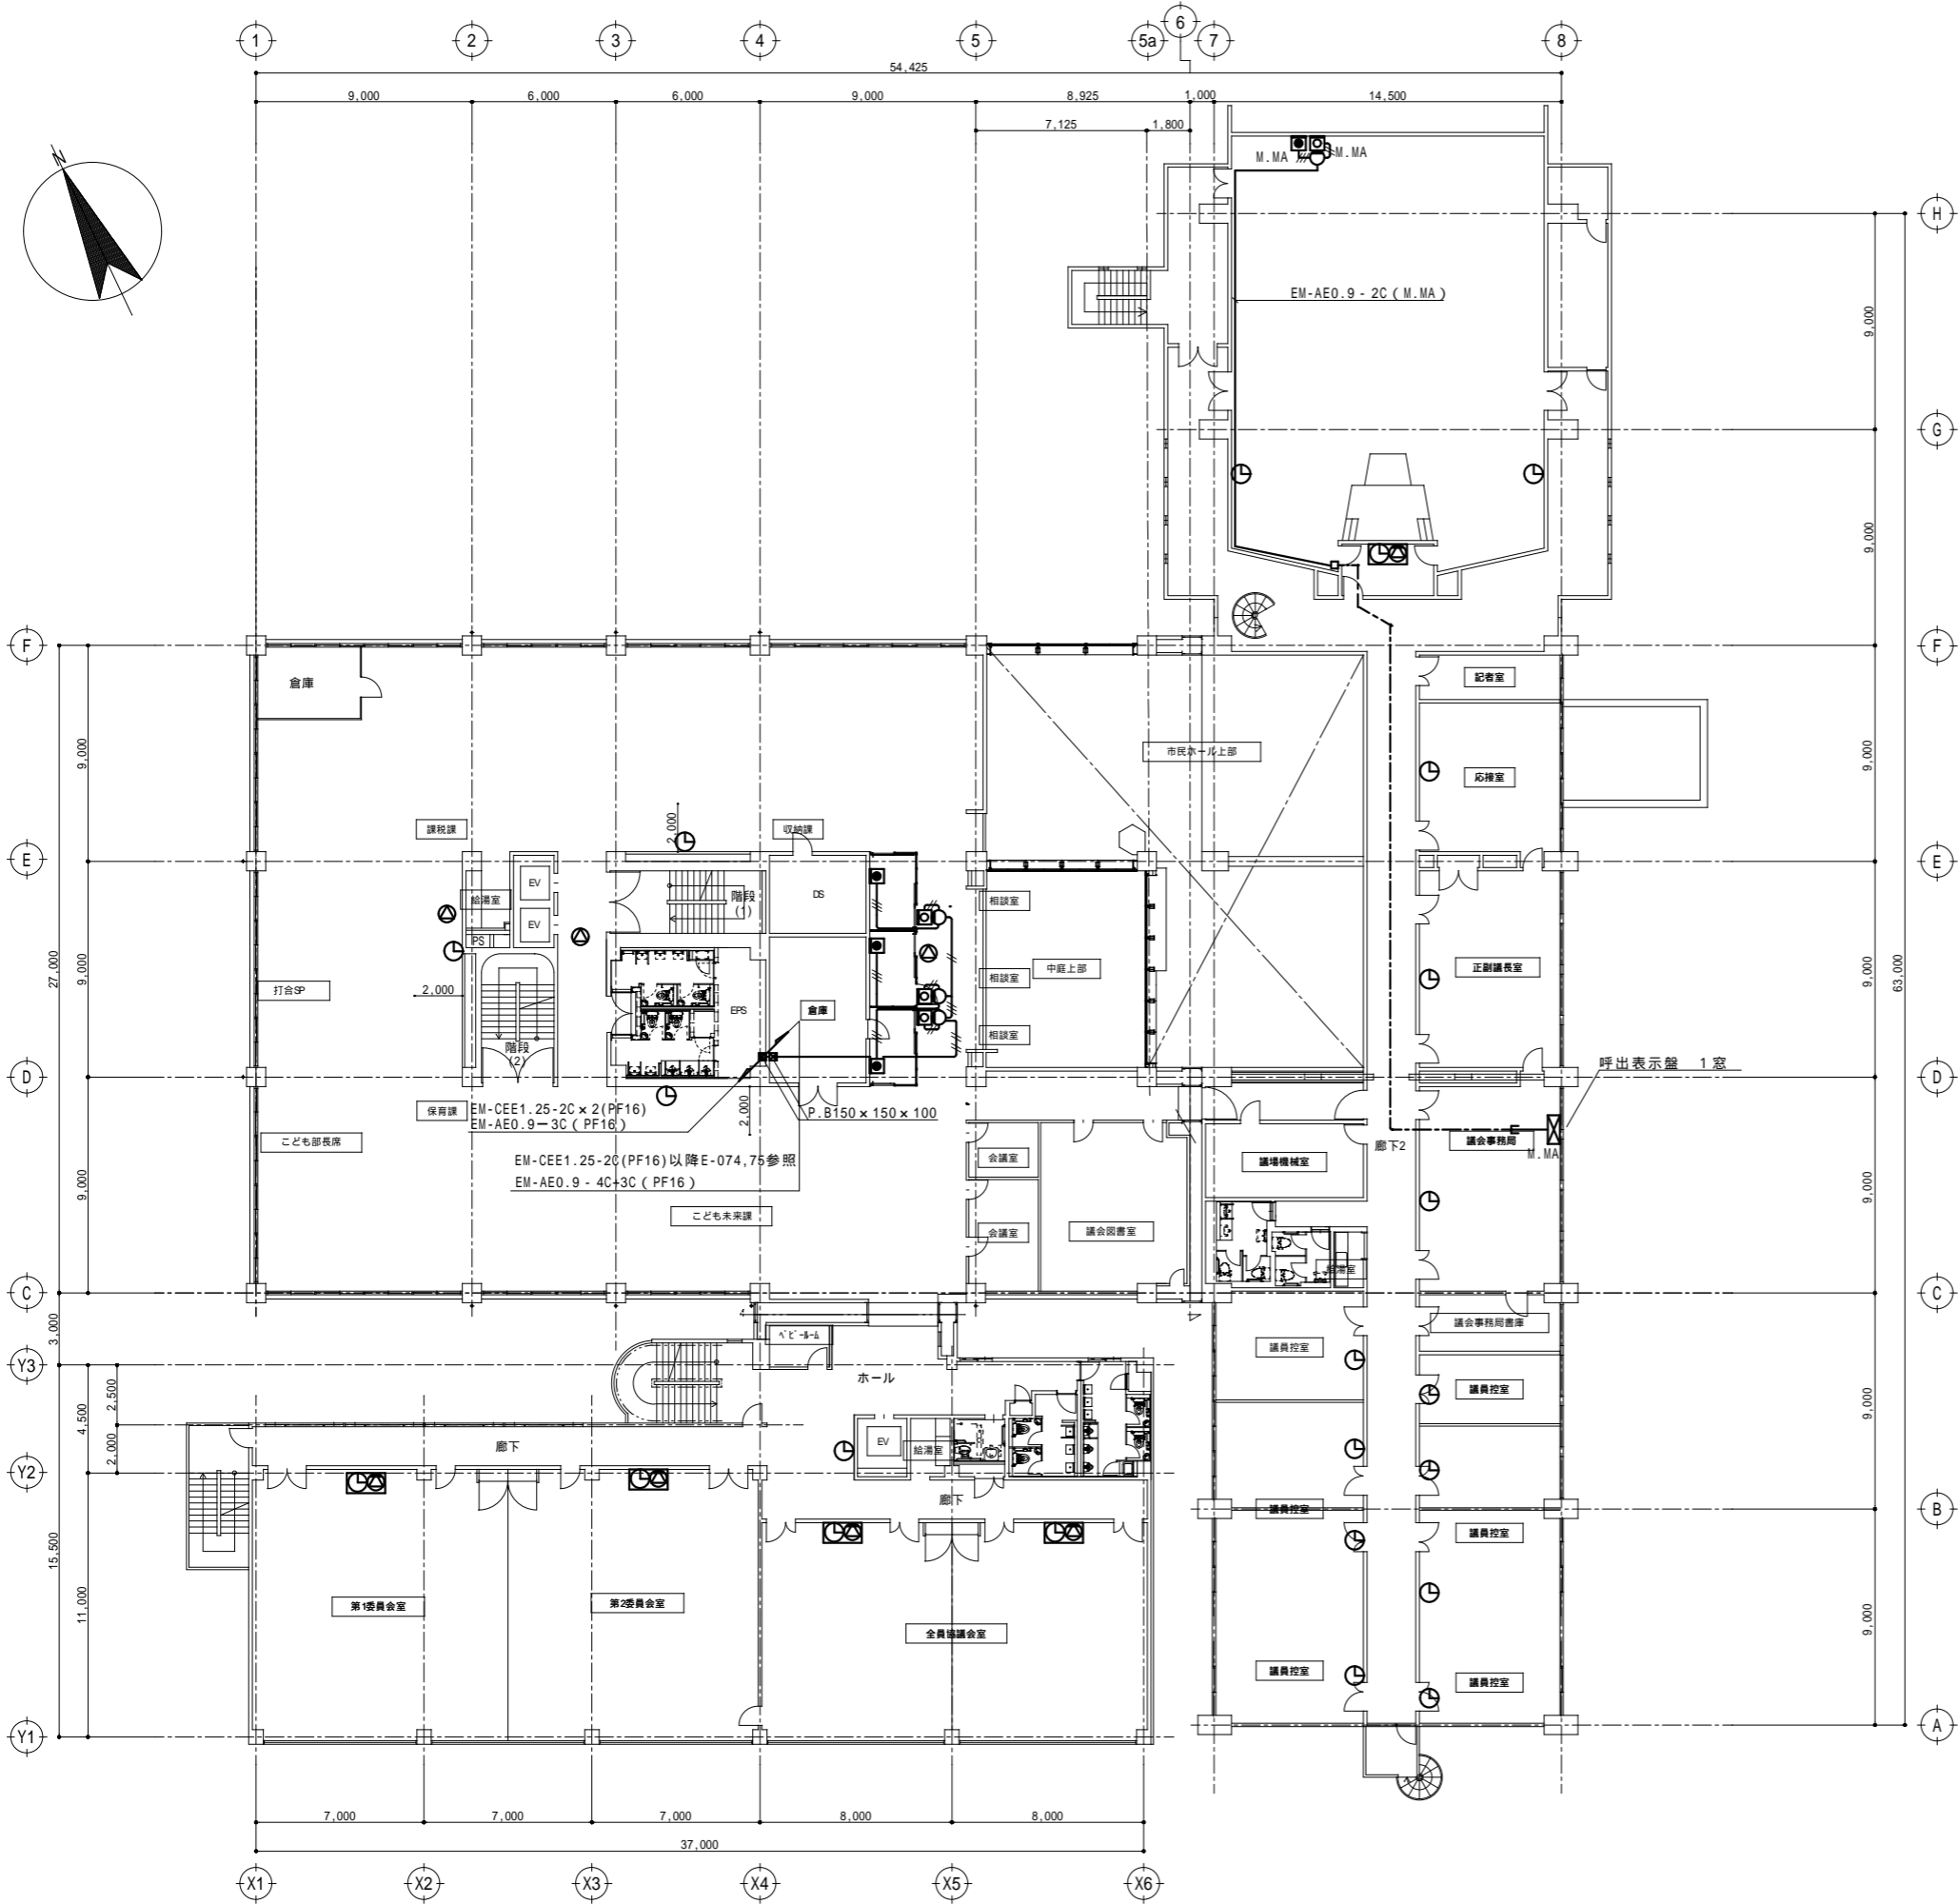 1
2
3
4
5
5a
6
7
8
54,425
9,000
6,000
6,000
9,000
8,925
1,000
14,500
7,125
1,800
N
M.MA
M.MA
H
EM-AE0.9-2C(M.MA)
9,000
G
9,000
F
F
倉庫
記者室
市民ホール上部
応接室
9,000
9,000
課税課
2,000
収納課
E
E
EV
給湯室
階段
(1)
DS
相談室
EV
PS
27,000
9,000
中庭上部
正副議長室
9,000
63,000
打合SP
2,000
相談室
EPS
倉庫
相談室
階段
(2)
呼出表示盤 1窓
D
D
保育課
EM-CEE1.25-2C×2(PF16)
EM-AE0.9-3C(PF16)
2,000
P.B150×150×100
こども部長席
廊下2
議会事務局
M.MA
EM-CEE1.25-2C(PF16)以降E-074,75参照
EM-AE0.9-4C+3C(PF16)
会議室
議場機械室
9,000
9,000
こども未来課
会議室
議会図書室
給湯室
C
C
3,000
ベビールーム
議員控室
議会事務局書庫
Y3
ホール
議員控室
2,500
4,500
2,000
9,000
廊下
EV
給湯室
Y2
廊下
議員控室
議員控室
B
15,500
11,000
第1委員会室
第2委員会室
全員協議会室
9,000
議員控室
議員控室
Y1
A
7,000
7,000
7,000
8,000
8,000
37,000
X1
X2
X3
X4
X5
X6